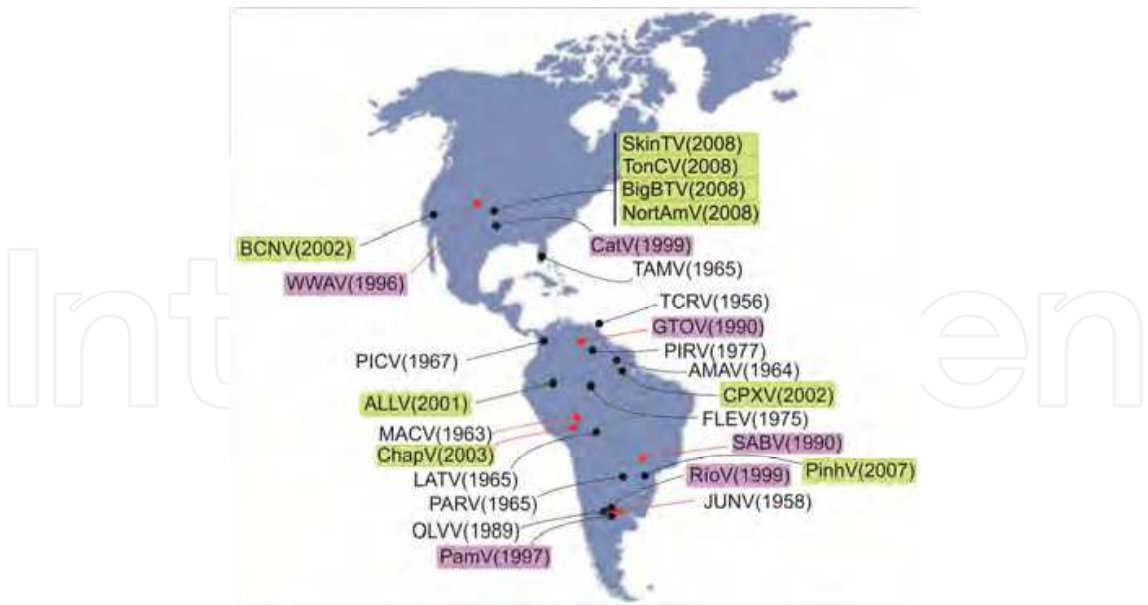 SkinTV(2008)
TonCV(2008)
BigBTV(2008)
NortAmV(2008)
BCNV(2002)
CatV(1999)
WWAV(1996)
TAMV(1965)
TCRV(1956)
GTOV(1990)
PICV(1967)
PIRV(1977)
AMAV(1964)
ALLV(2001)
CPXV(2002)
FLEV(1975)
MACV(1963)
ChapV(2003)
SABV(1990)
LATV(1965)
RioV(1999)
PinhV(2007)
PARV(1965)
JUNV(1958)
OLVV(1989)
PamV(1997)